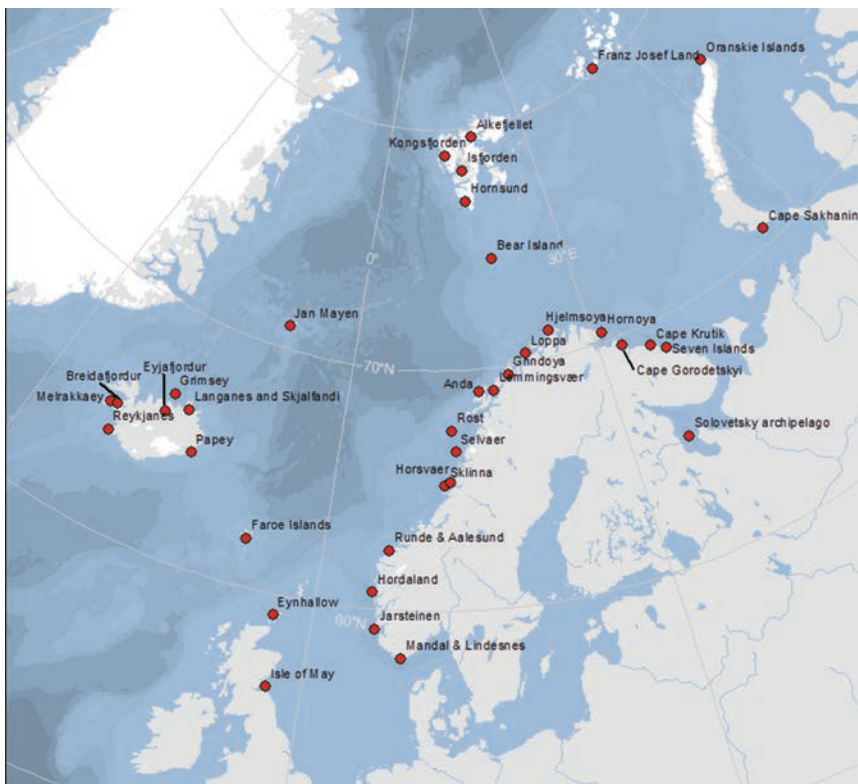 Franz Josef Land
Oranskie Islands
Alkefjellet
Kongsfjorden
Isfjorden
Hornsund
Cape Sakhanin
Bear Island
30°E
0°
Jan Mayen
Hjelmsoya
Hornoya
Loppa
Cape Krutik
Seven Islands
Eyjafjordur
Grimsey
70°N
Grindoya
Cape Gorodetskyi
Breidafjordur
Anda
Lemmingsvær
Melrakkaey
Langanes and Skjalfandi
Reykjanes
Rost
Solovetsky archipelago
Papey
Selvaer
Horsvaer
Sklinna
Faroe Islands
Runde & Aalesund
Hordaland
Eynhallow
60°N
Jarsteinen
Mandal & Lindesnes
Isle of May